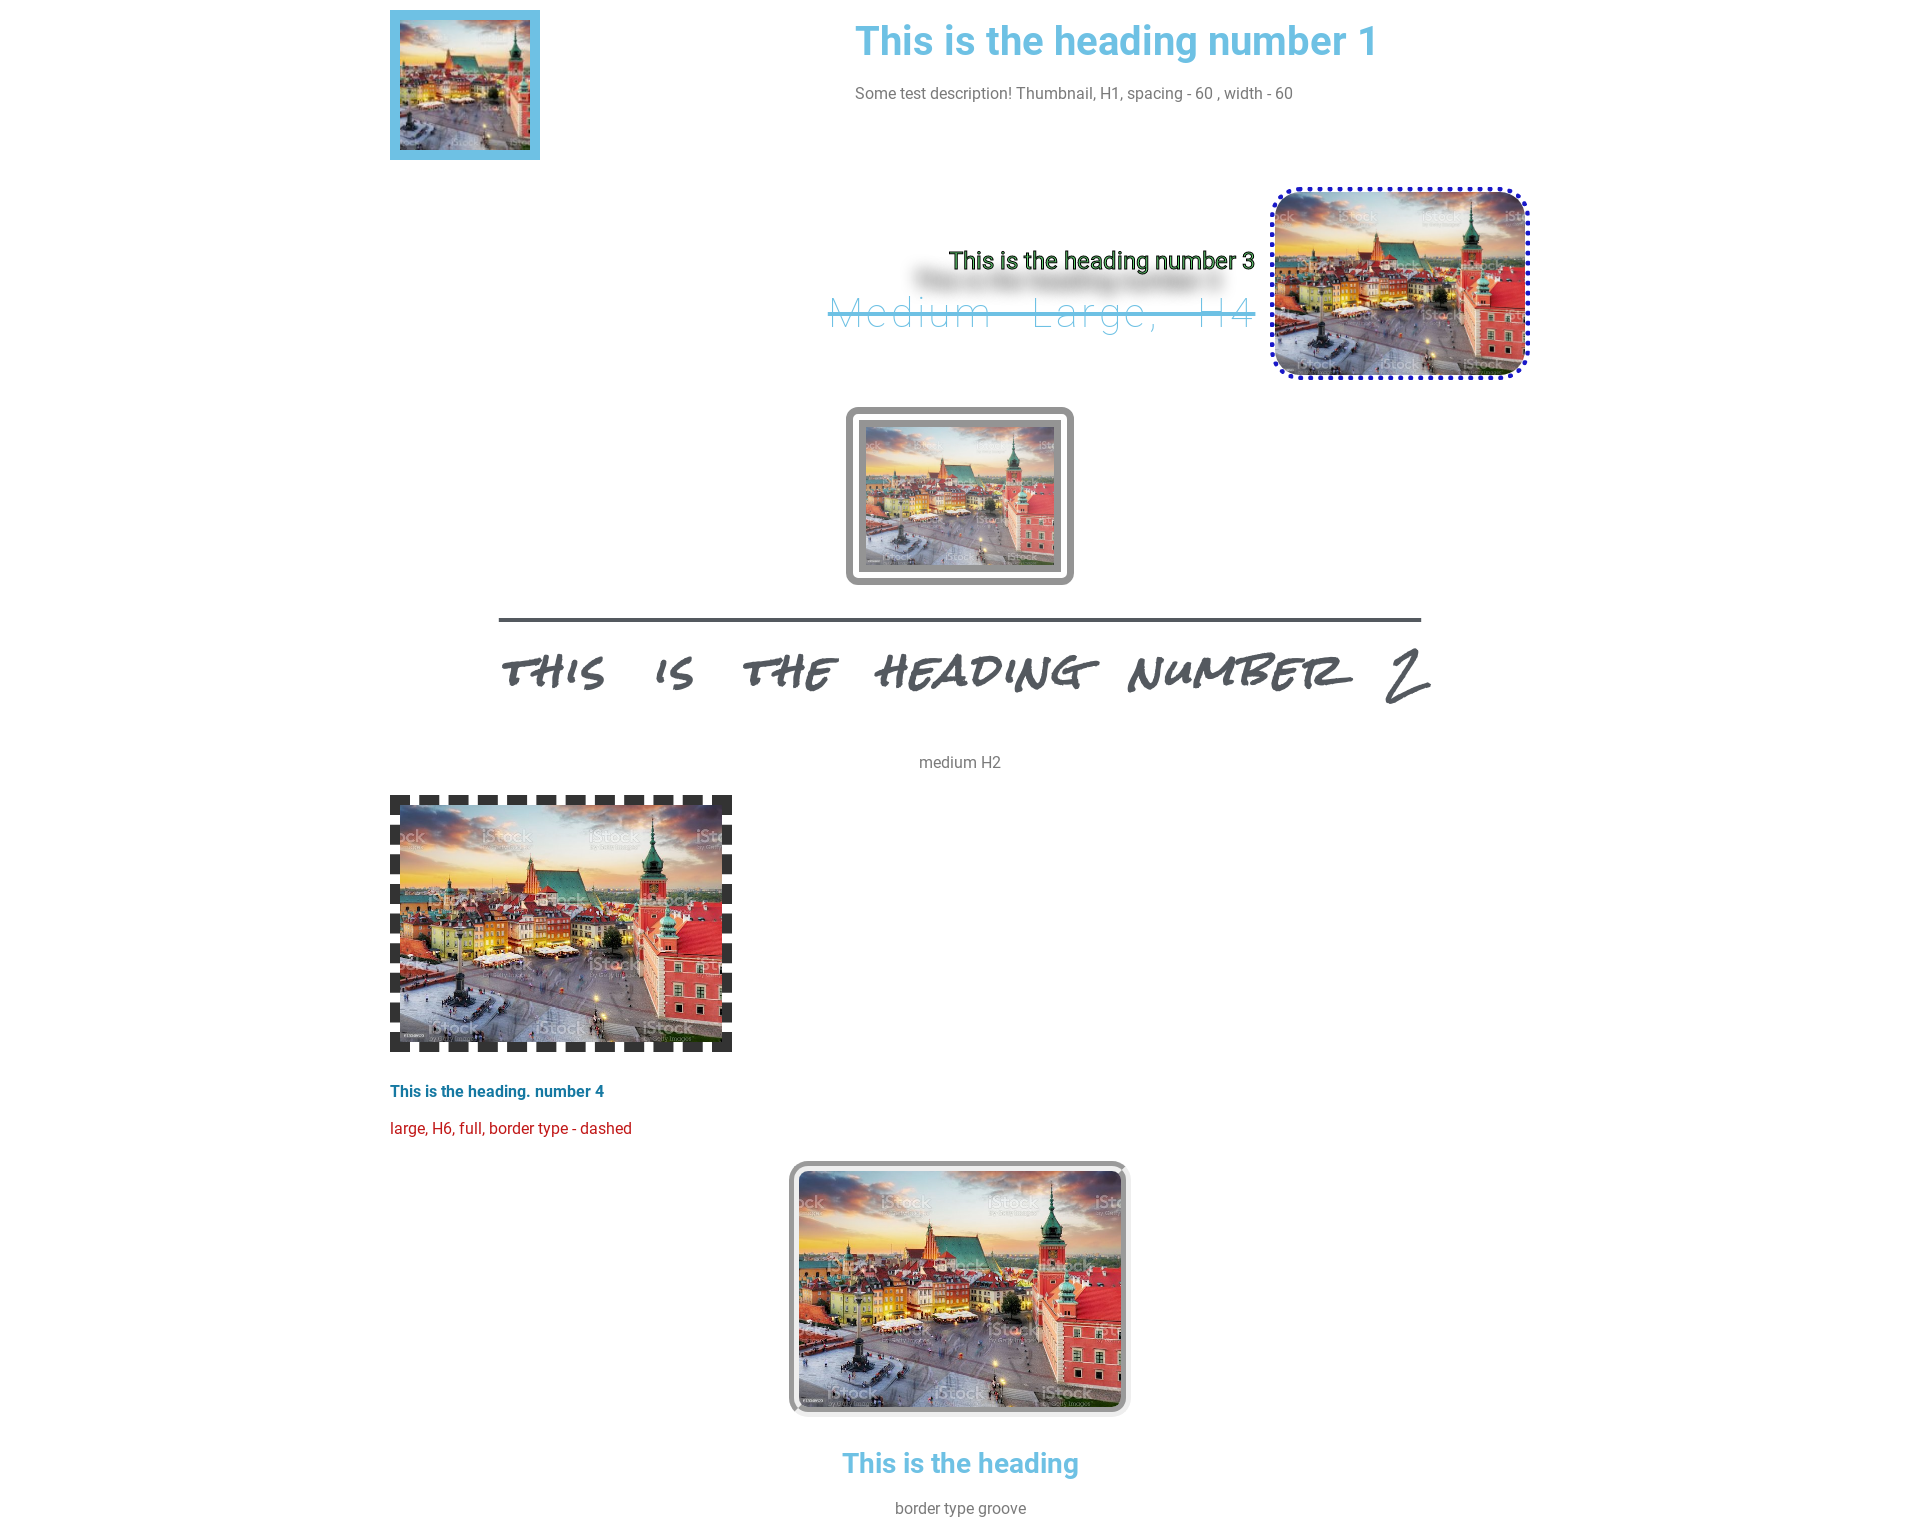 This is the heading number 1
Some test description! Thumbnail, H1, spacing - 60 , width - 60
This is the heading number 3
Medium Large, H4
this is the heading number 2
medium H2
iStock
This is the heading. number 4
large, H6, full, border type - dashed
iStock
This is the heading
border type groove